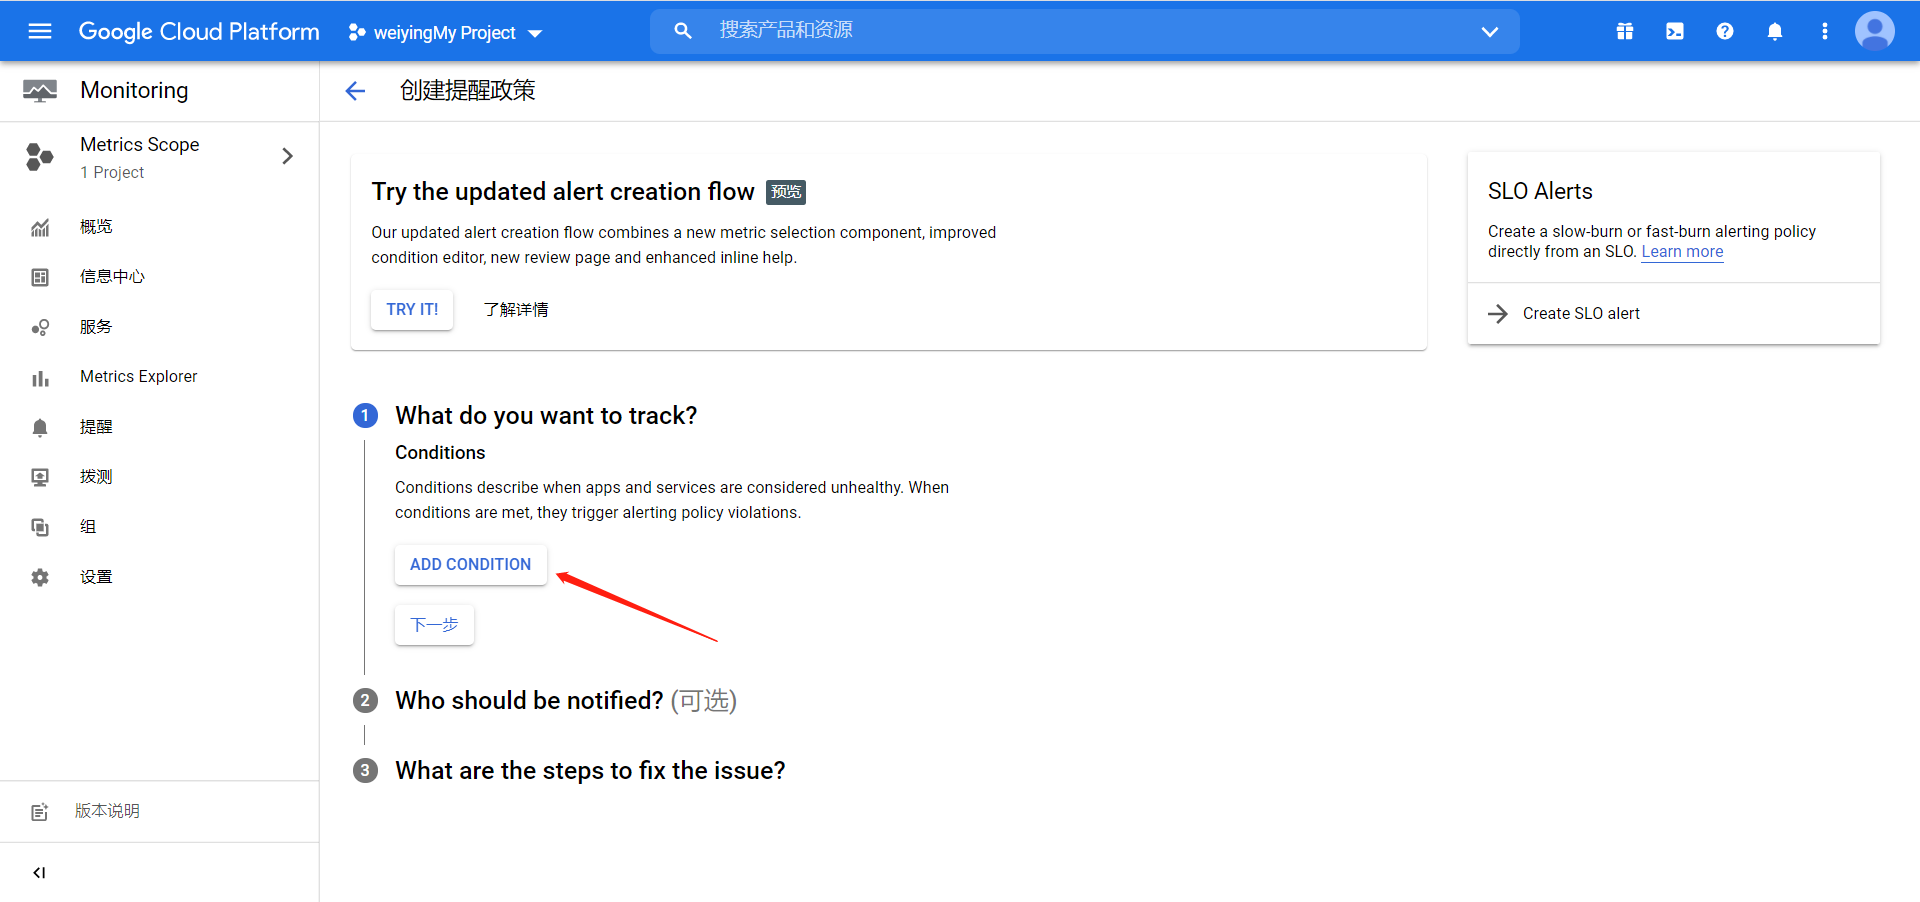 Google Cloud Platform
weiyingMy Project
搜索产品和资源
Monitoring
创建提醒政策
Metrics Scope
1 Project
概览
信息中心
服务
Metrics Explorer
提醒
拨测
组
设置
版本说明
Try the updated alert creation flow 预览
Our updated alert creation flow combines a new metric selection component, improved
condition editor, new review page and enhanced inline help.
TRY IT! 了解详情
1 What do you want to track?
Conditions
Conditions describe when apps and services are considered unhealthy. When
conditions are met, they trigger alerting policy violations.
ADD CONDITION
下一步
2 Who should be notified? (可选)
3 What are the steps to fix the issue?
SLO Alerts
Create a slow-burn or fast-burn alerting policy
directly from an SLO. Learn more
Create SLO alert